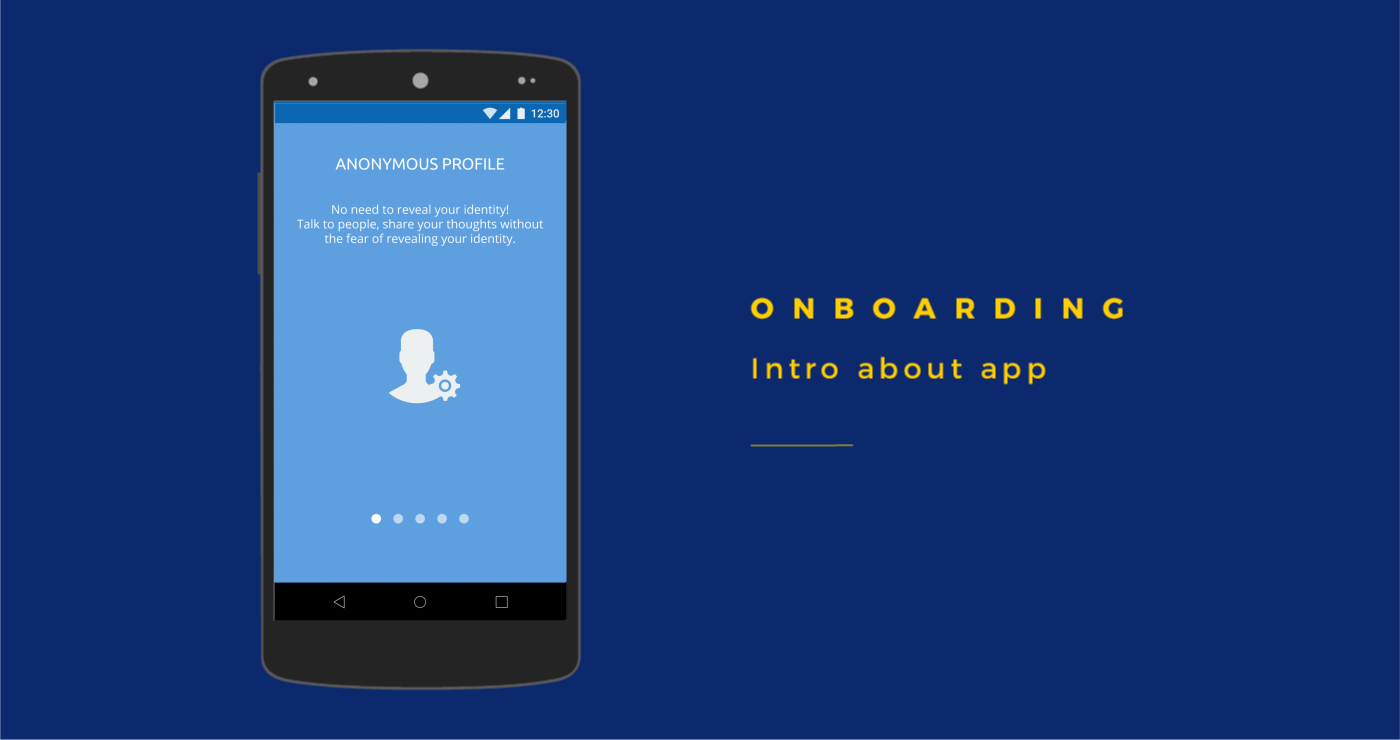 12:30
ANONYMOUS PROFILE
No need to reveal your identity!
Talk to people, share your thoughts without
the fear of revealing your identity.
ONBOARDING
Intro about app